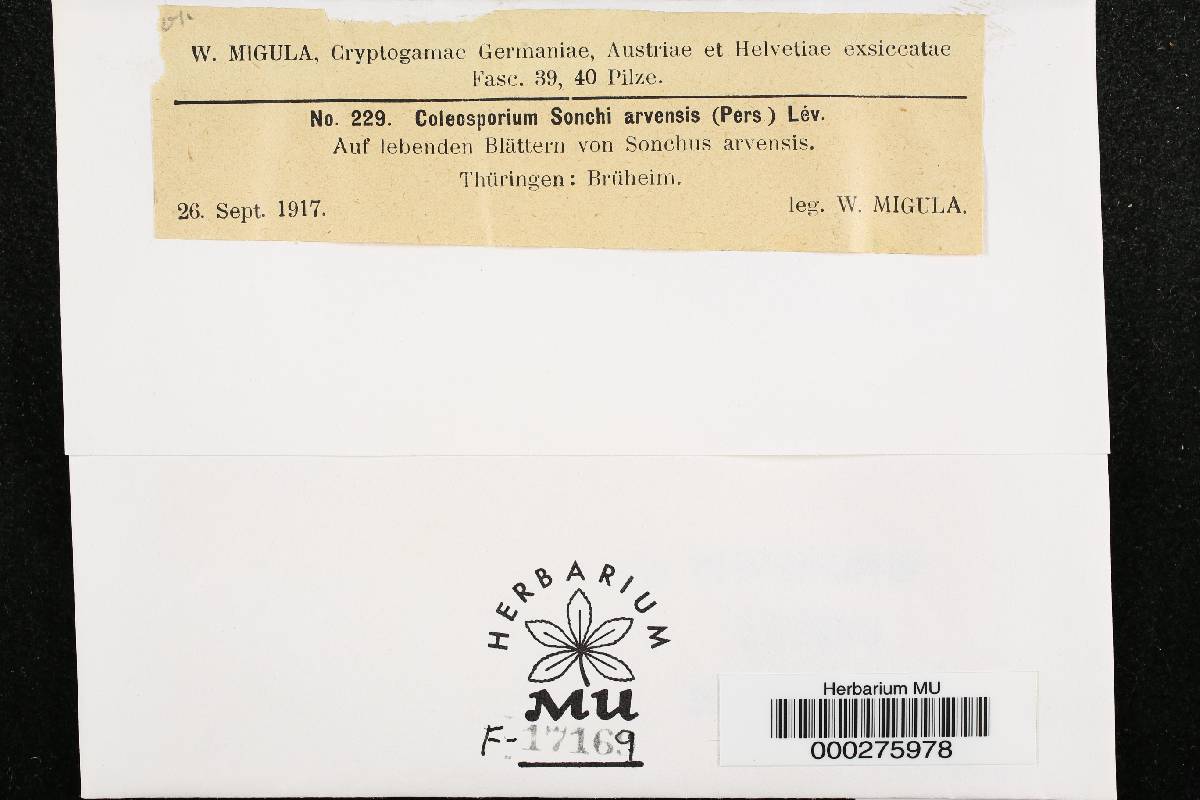 W. MIGULA, Cryptogamae Germaniae, Austriae et Helvetiae exsiccatae
Fasc. 39, 40 Pilze.
No. 229. Coleosporium Sonchi arvensis (Pers) Lév.
Auf lebenden Blättern von Sonchus arvensis.
Thüringen: Brüheim.
26. Sept. 1917. leg. W. MIGULA.
HERBARIUM
MU
F-17169
Herbarium MU
000275978